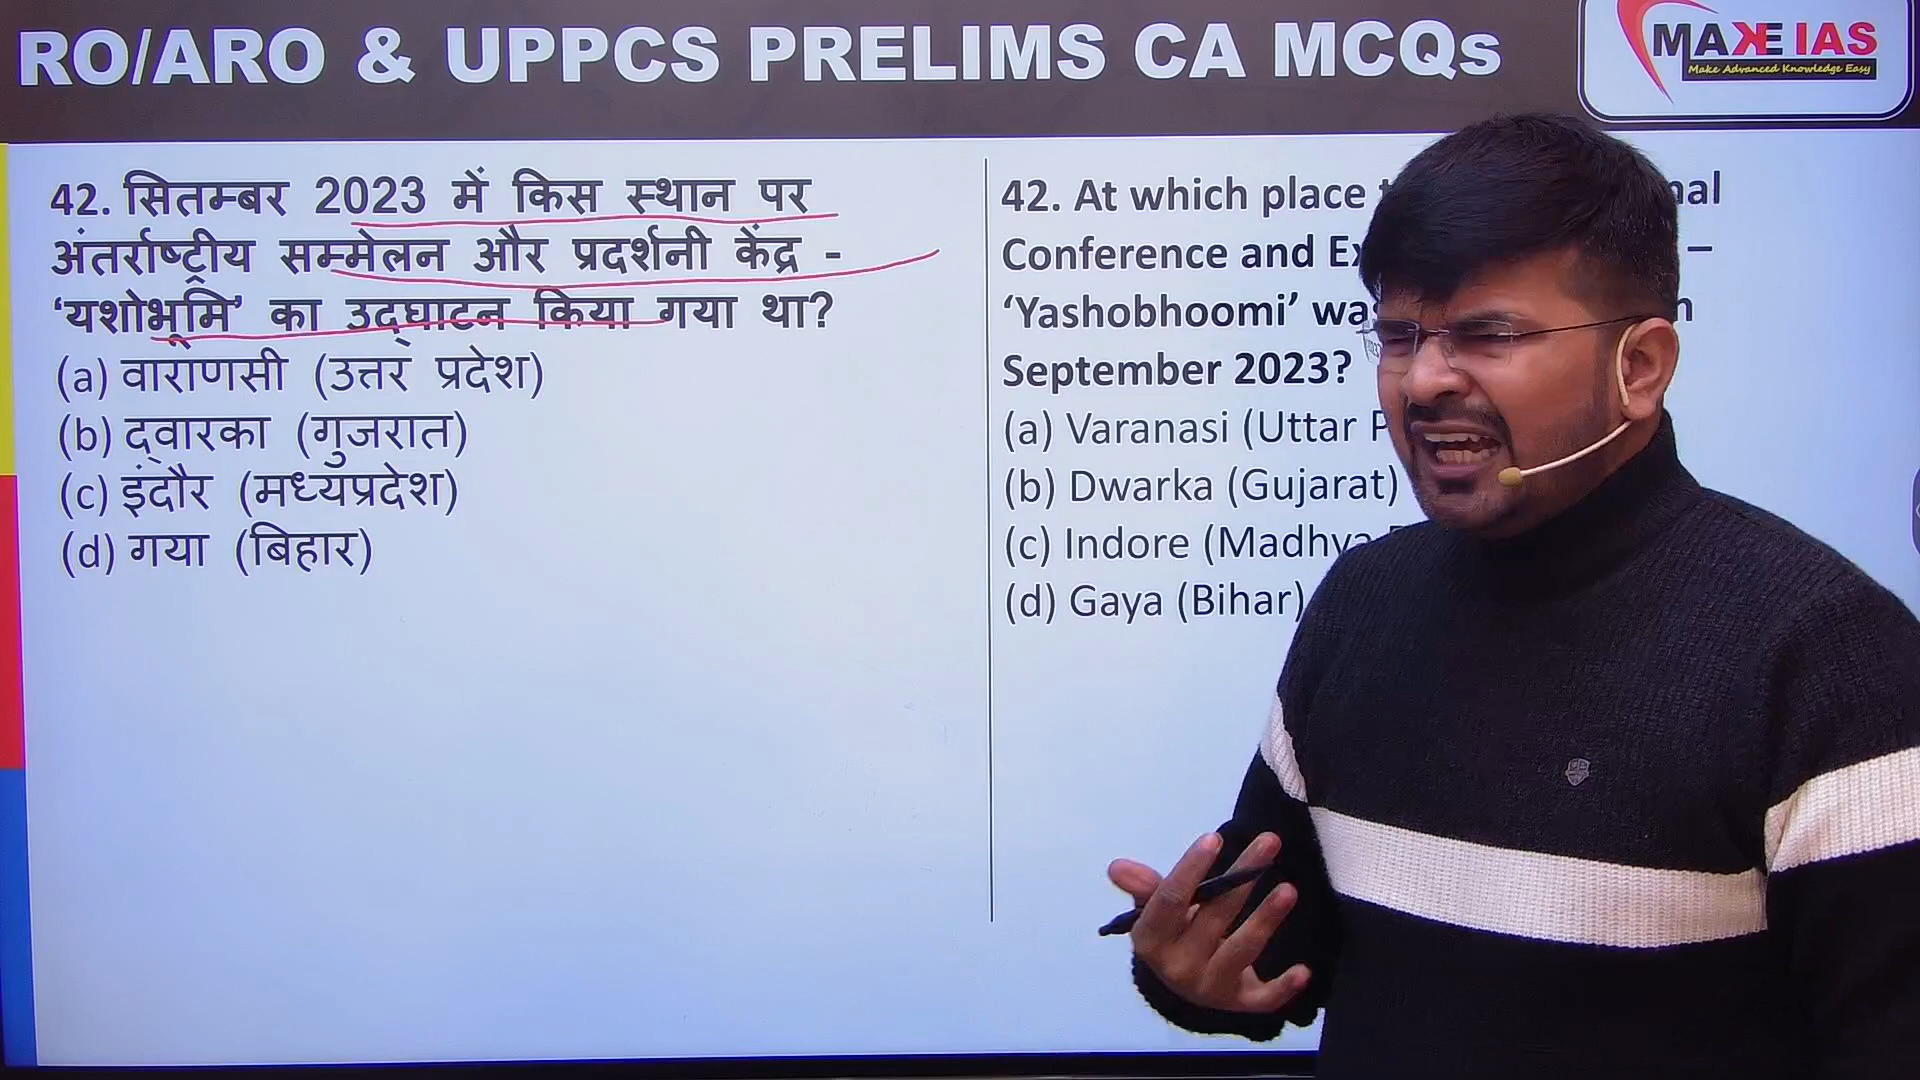 RO/ARO & UPPCS PRELIMS CA MCQs
MAKE IAS
Make Advanced Knowledge Easy
42. सितम्बर 2023 में किस स्थान पर
अंतर्राष्ट्रीय सम्मेलन और प्रदर्शनी केंद्र -
‘यशोभूमि’ का उद्घाटन किया गया था?
(a) वाराणसी (उत्तर प्रदेश)
(b) द्वारका (गुजरात)
(c) इंदौर (मध्यप्रदेश)
(d) गया (बिहार)
42. At which place
Conference and –
‘Yashobhoomi’
September 2023?
(a) Varanasi (Uttar
(b) Dwarka (Gujarat)
(c) Indore (Madhya
(d) Gaya (Bihar)